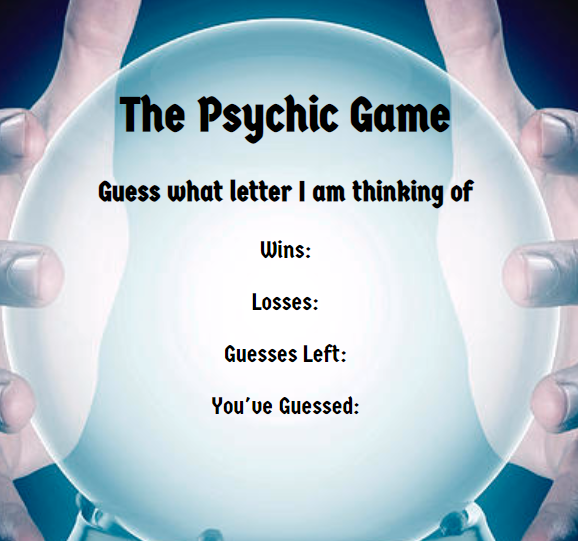 The Psychic Game
Guess what letter I am thinking of
Wins:
Losses:
Guesses Left:
You've Guessed: